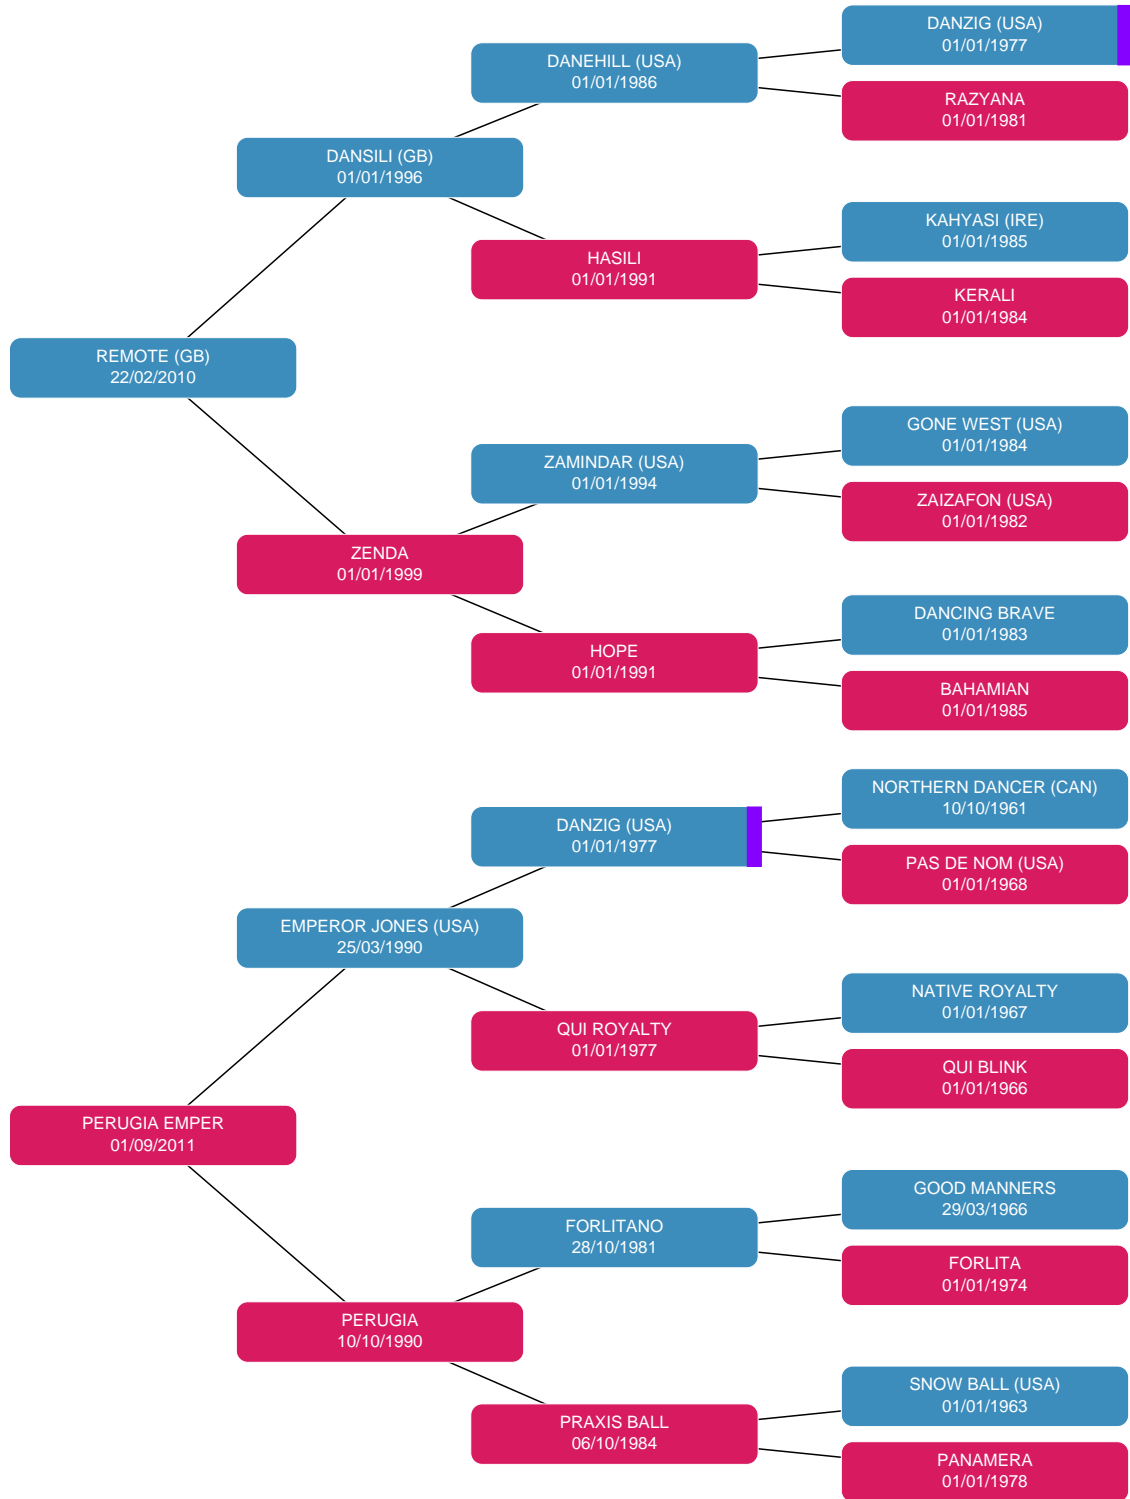 DANZIG (USA)
01/01/1977
DANEHILL (USA)
01/01/1986
RAZYANA
01/01/1981
DANSILI (GB)
01/01/1996
KAHYASI (IRE)
01/01/1985
HASILI
01/01/1991
KERALI
01/01/1984
REMOTE (GB)
22/02/2010
GONE WEST (USA)
01/01/1984
ZAMINDAR (USA)
01/01/1994
ZAIZAFON (USA)
01/01/1982
ZENDA
01/01/1999
DANCING BRAVE
01/01/1983
HOPE
01/01/1991
BAHAMIAN
01/01/1985
NORTHERN DANCER (CAN)
10/10/1961
DANZIG (USA)
01/01/1977
PAS DE NOM (USA)
01/01/1968
EMPEROR JONES (USA)
25/03/1990
NATIVE ROYALTY
01/01/1967
QUI ROYALTY
01/01/1977
QUI BLINK
01/01/1966
PERUGIA EMPER
01/09/2011
GOOD MANNERS
29/03/1966
FORLITANO
28/10/1981
FORLITA
01/01/1974
PERUGIA
10/10/1990
SNOW BALL (USA)
01/01/1963
PRAXIS BALL
06/10/1984
PANAMERA
01/01/1978